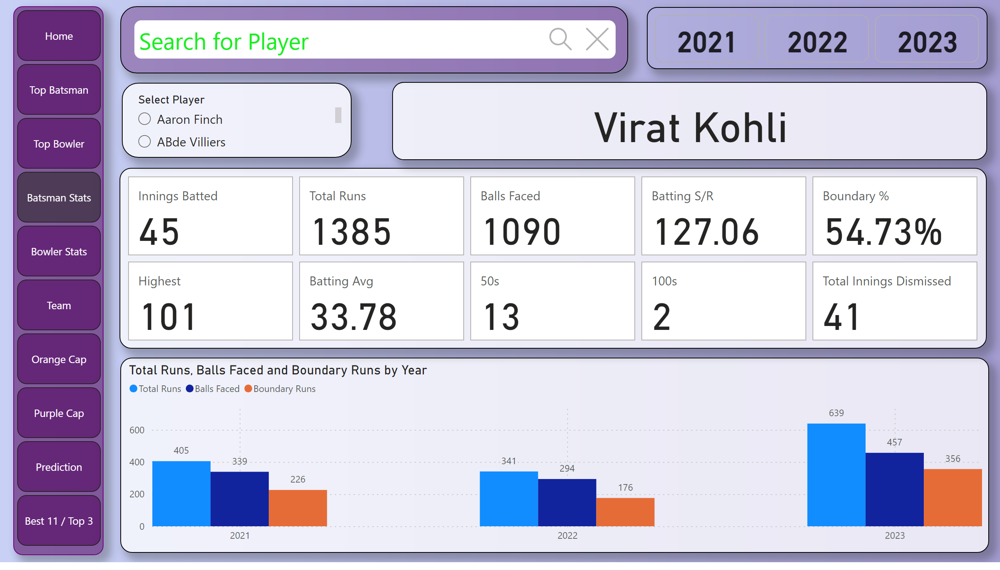 Home
Top Batsman
Top Bowler
Batsman Stats
Bowler Stats
Team
Orange Cap
Purple Cap
Prediction
Best 11 / Top 3
Search for Player
2021 2022 2023
Select Player
Aaron Finch
ABde Villiers
Virat Kohli
Innings Batted
45
Total Runs
1385
Balls Faced
1090
Batting S/R
127.06
Boundary %
54.73%
Highest
101
Batting Avg
33.78
50s
13
100s
2
Total Innings Dismissed
41
Total Runs, Balls Faced and Boundary Runs by Year
Total Runs Balls Faced Boundary Runs
600
400
200
0
405
339
226
341
294
176
639
457
356
2021 2022 2023